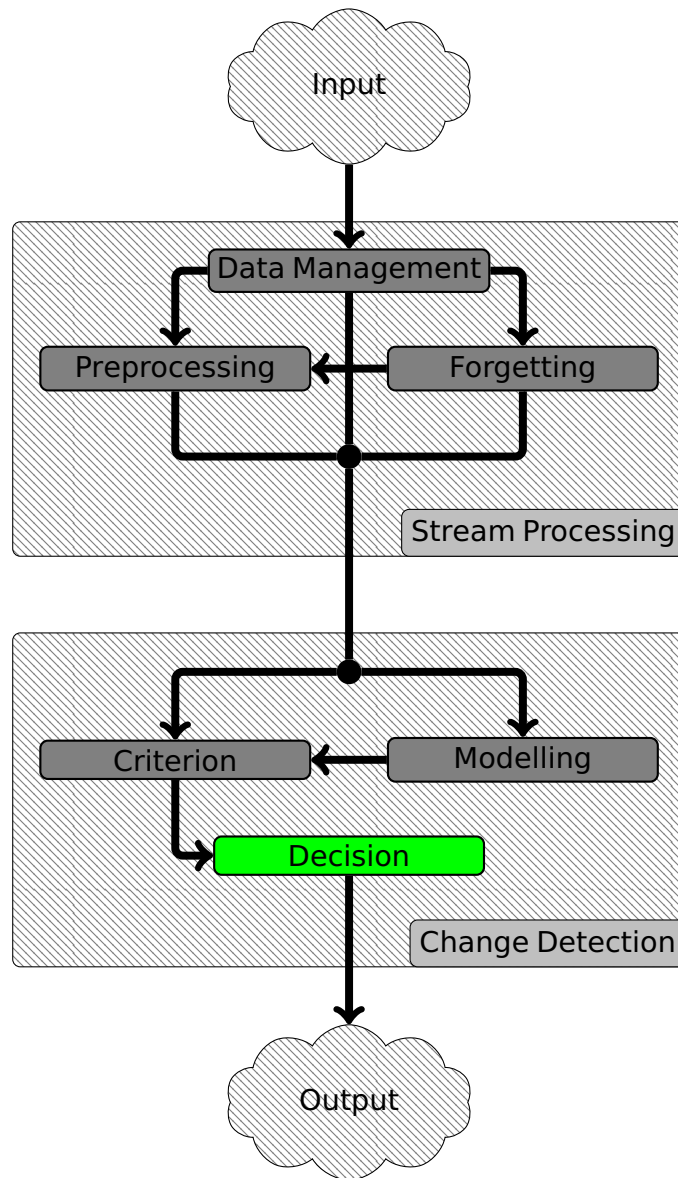 Input
Data Management
Preprocessing
Forgetting
Stream Processing
Criterion
Modelling
Decision
Change Detection
Output